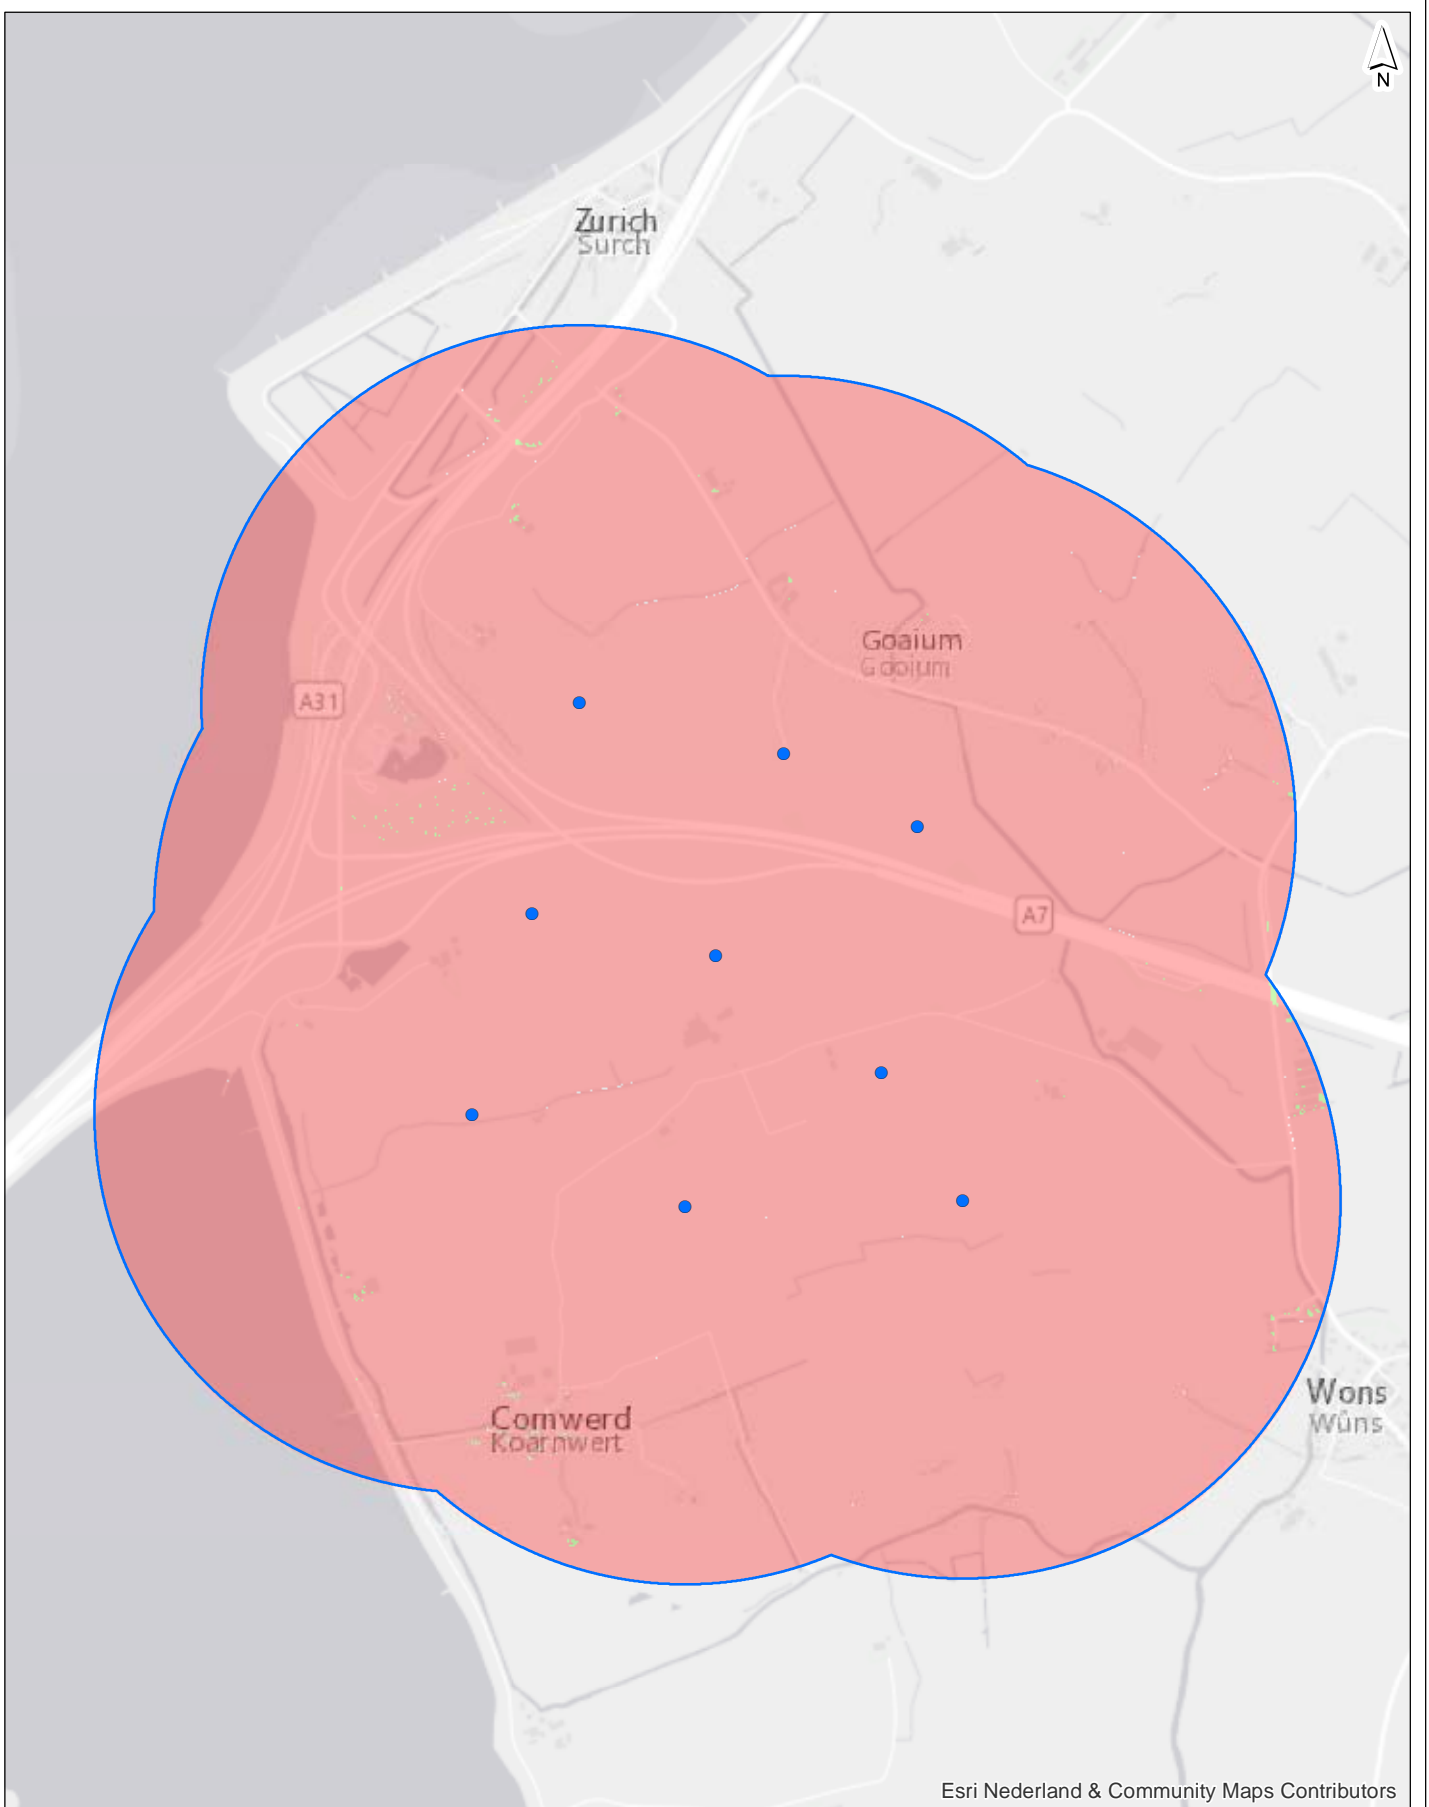 N
Zurich
Surch
Goaium
Gooium
A31
A7
Cornwerd
Koarnwert
Wons
Wûns
Esri Nederland & Community Maps Contributors